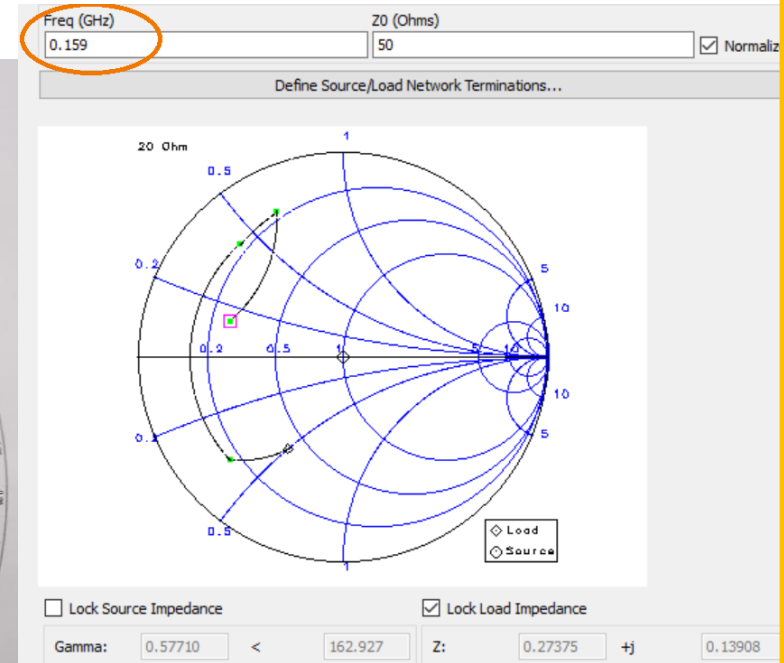 Freq (GHz) Z0 (Ohms)
0.159 50 Normaliz
Define Source/Load Network Terminations...
20 Ohm
1
0.5
0.2 5
10
0.2 0.5 1 5 10
10
0.2 5
0.5
1
Load
Source
Lock Source Impedance Lock Load Impedance
Gamma: 0.57710 < 162.927 Z: 0.27375 +j 0.13908